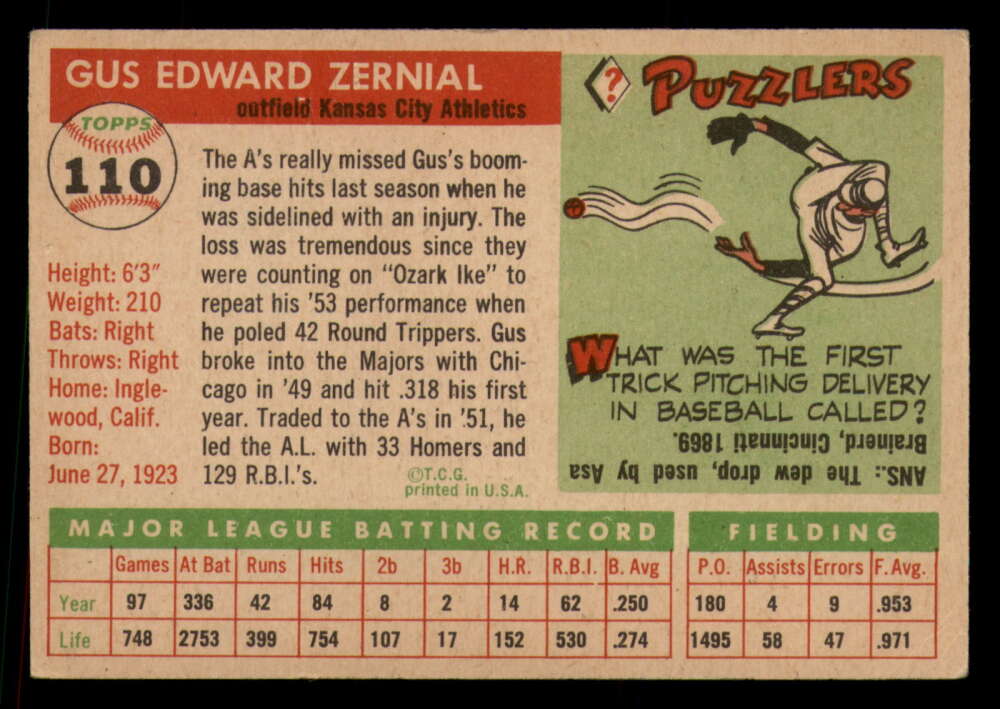 GUS EDWARD ZERNIAL
outfield Kansas City Athletics
TOPPS
110
Height: 6'3"
Weight: 210
Bats: Right
Throws: Right
Home: Ingle-
wood, Calif.
Born:
June 27, 1923
The A's really missed Gus's boom-
ing base hits last season when he
was sidelined with an injury. The
loss was tremendous since they
were counting on "Ozark Ike" to
repeat his '53 performance when
he poled 42 Round Trippers. Gus
broke into the Majors with Chi-
cago in '49 and hit .318 his first
year. Traded to the A's in '51, he
led the A.L. with 33 Homers and
129 R.B.I.'s.
©T.C.G.
printed in U.S.A.
? PUZZLERS
WHAT WAS THE FIRST
TRICK PITCHING DELIVERY
IN BASEBALL CALLED?
ANS.: The dew drop, used by Asa
Brainerd, Cincinnati 1869.
MAJOR LEAGUE BATTING RECORD FIELDING
Games At Bat Runs Hits 2b 3b H.R. R.B.I. B. Avg P.O. Assists Errors F. Avg.
Year 97 336 42 84 8 2 14 62 .250 180 4 9 .953
Life 748 2753 399 754 107 17 152 530 .274 1495 58 47 .971